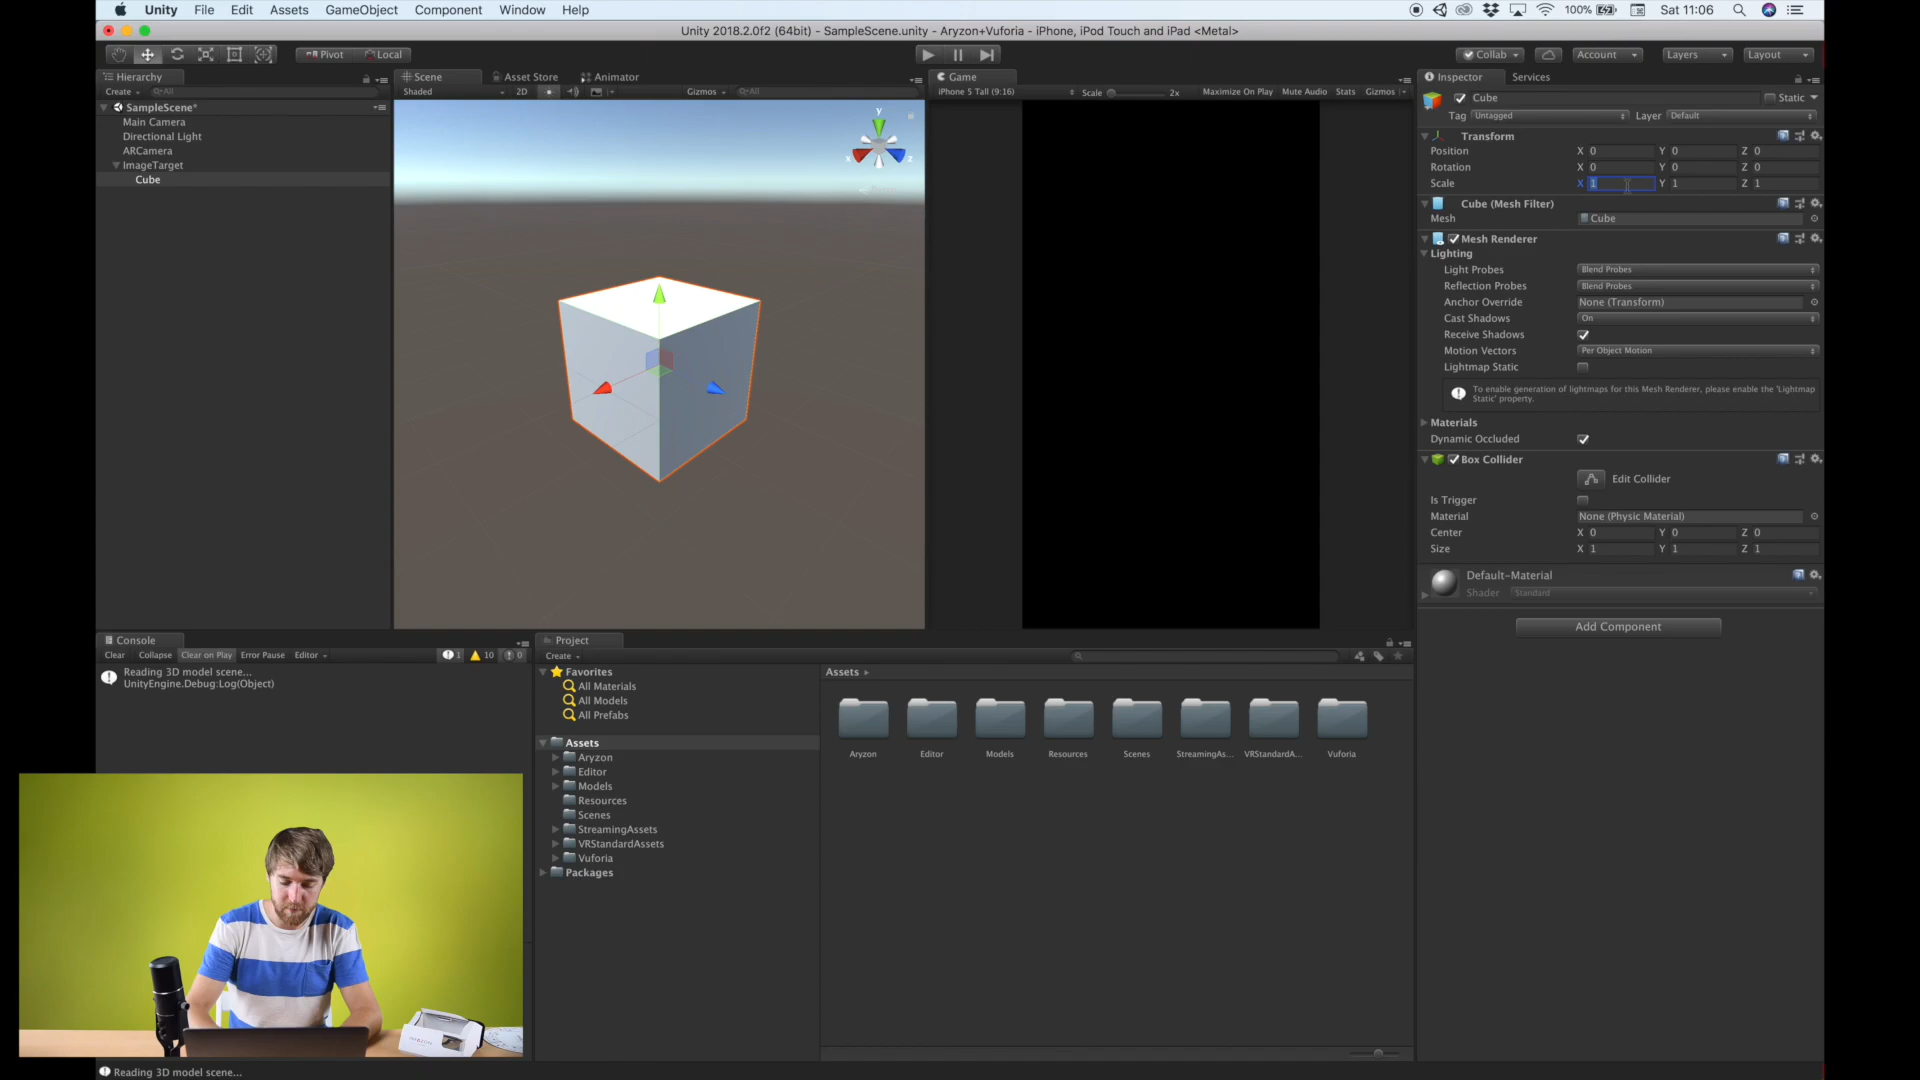 Unity File Edit Assets GameObject Component Window Help 100% Sat 11:06
Unity 2018.2.0f2 (64bit) - SampleScene.unity - Aryzon+Vuforia - iPhone, iPod Touch and iPad <Metal>
Pivot Local Collab Account Layers Layout
Hierarchy Scene Asset Store Animator Game Inspector Services
Create All Shaded 2D Gizmos All iPhone 5 Tall (9:16) Scale 2x Maximize On Play Mute Audio Stats Gizmos
SampleScene*
Main Camera
Directional Light
ARCamera
ImageTarget
Cube
y
x z
Cube Static
Tag Untagged Layer Default
Transform
Position X 0 Y 0 Z 0
Rotation X 0 Y 0 Z 0
Scale X 1 Y 1 Z 1
Cube (Mesh Filter)
Mesh Cube
Mesh Renderer
Lighting
Light Probes Blend Probes
Reflection Probes Blend Probes
Anchor Override None (Transform)
Cast Shadows On
Receive Shadows
Motion Vectors Per Object Motion
Lightmap Static
To enable generation of lightmaps for this Mesh Renderer, please enable the 'Lightmap
Static' property.
Materials
Dynamic Occluded
Box Collider
Edit Collider
Is Trigger
Material None (Physic Material)
Center X 0 Y 0 Z 0
Size X 1 Y 1 Z 1
Default-Material
Shader Standard
Add Component
Console
Clear Collapse Clear on Play Error Pause Editor 1 10 0
Reading 3D model scene...
UnityEngine.Debug:Log(Object)
Project
Create
Favorites
All Materials
All Models
All Prefabs
Assets
Aryzon
Editor
Models
Resources
Scenes
StreamingAssets
VRStandardAssets
Vuforia
Packages
Assets
Aryzon Editor Models Resources Scenes StreamingAs... VRStandardA... Vuforia
Reading 3D model scene...